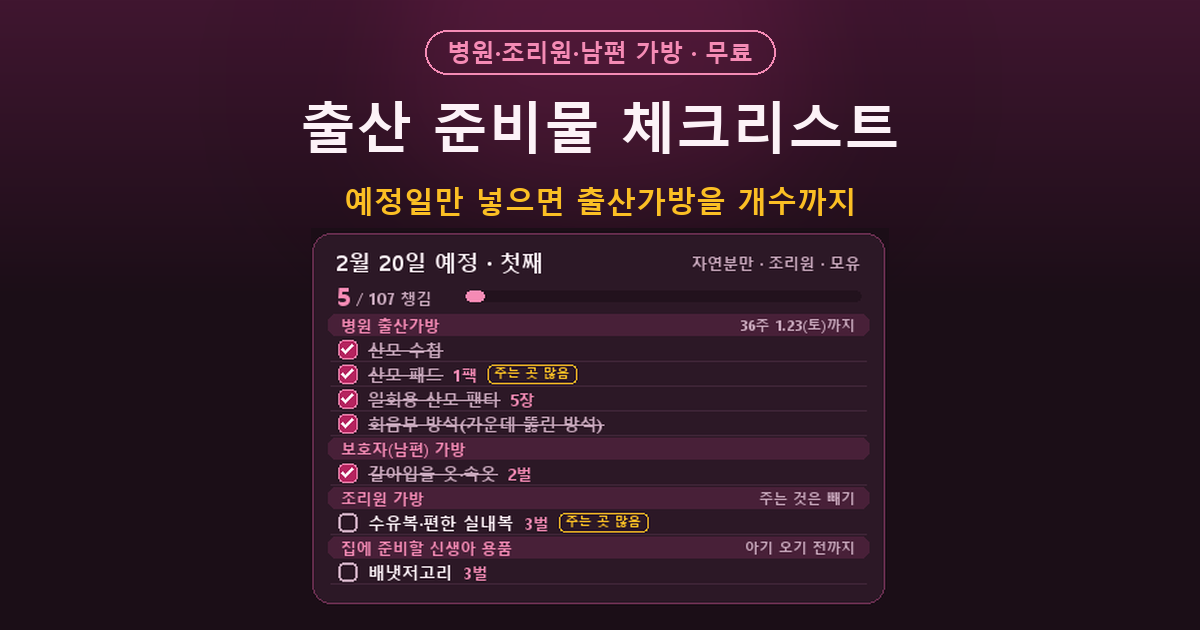 병원·조리원·남편 가방 · 무료
출산 준비물 체크리스트
예정일만 넣으면 출산가방을 개수까지
2월 20일 예정 · 첫째 자연분만 · 조리원 · 모유
5 / 107 챙김
병원 출산가방 36주 1.23(토)까지
산모 수첩
산모 패드 1팩 주는 곳 많음
일회용 산모 팬티 5장
회음부 방석(가운데 뚫린 방석)
보호자(남편) 가방
갈아입을 옷·속옷 2벌
조리원 가방 주는 것은 빼기
수유복·편한 실내복 3벌 주는 곳 많음
집에 준비할 신생아 용품 아기 오기 전까지
배냇저고리 3벌